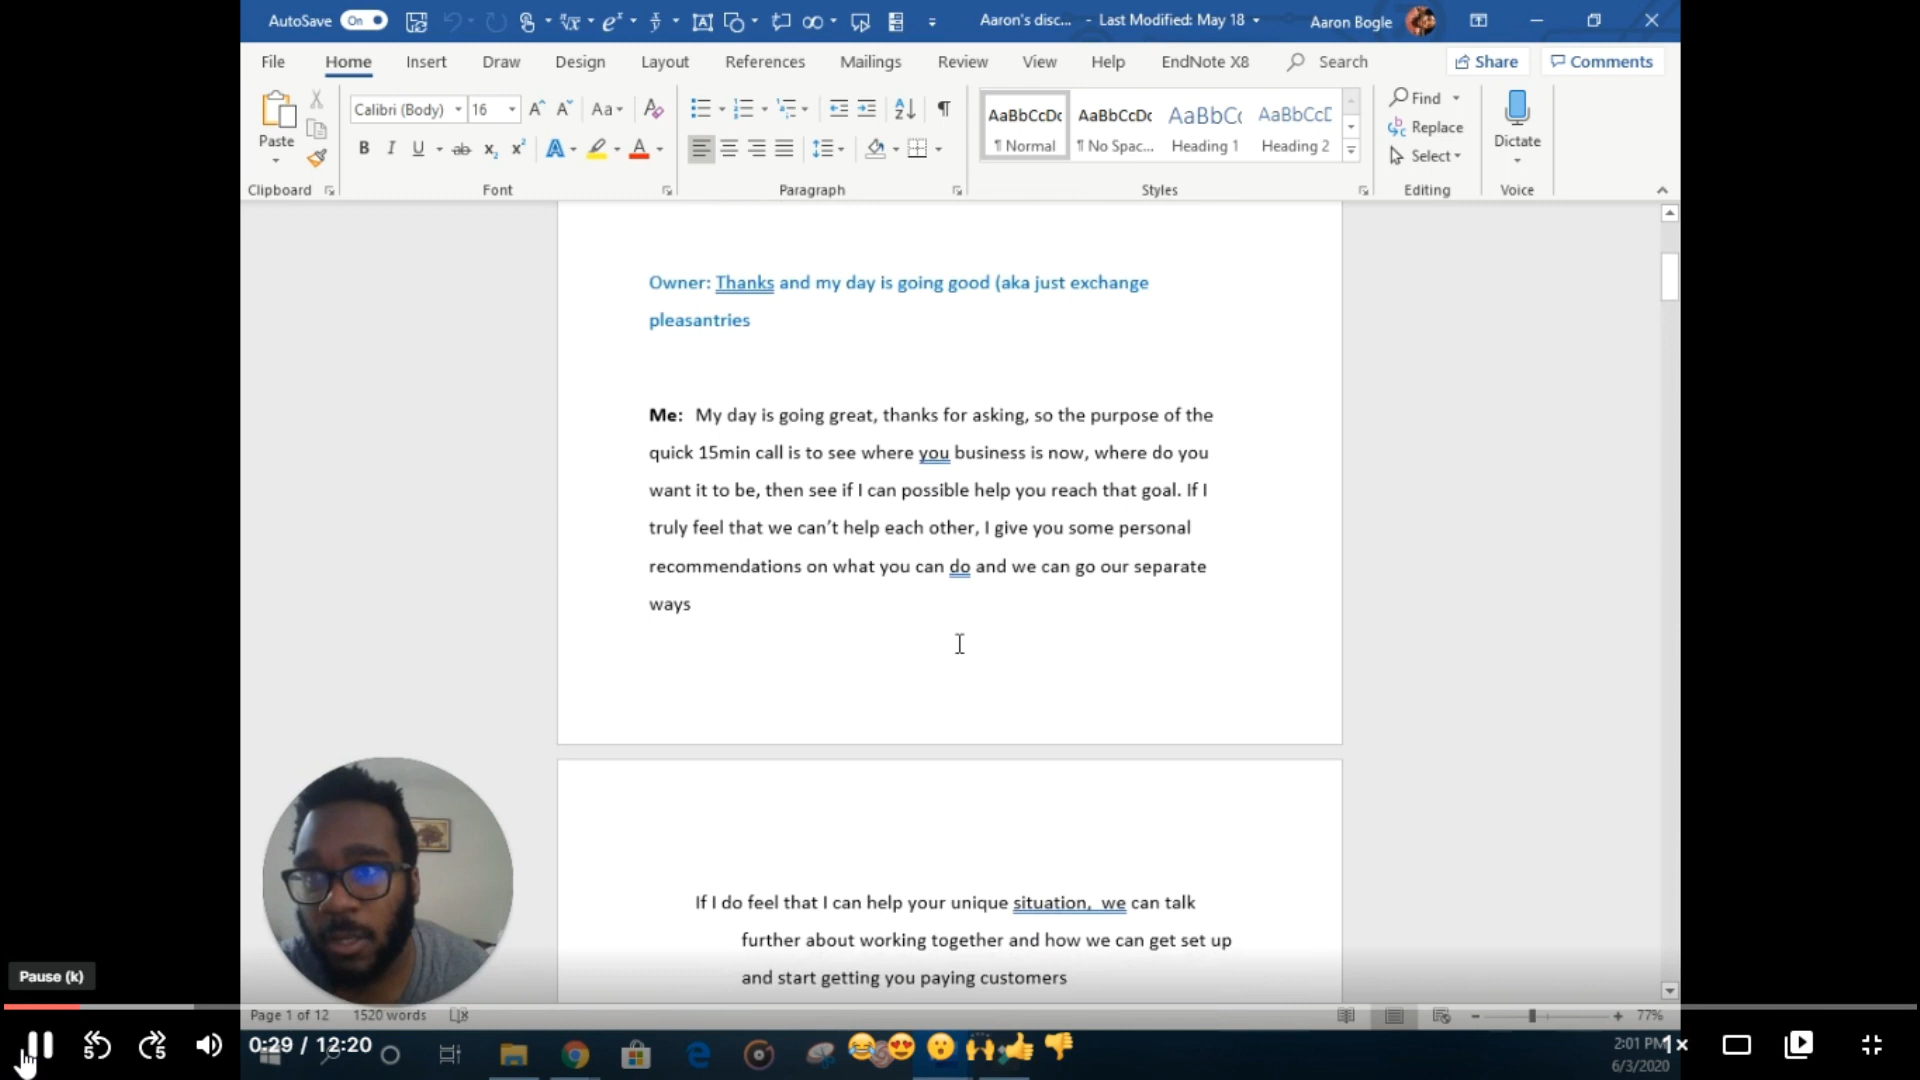 AutoSave On Aaron's disc... - Last Modified: May 18 Aaron Bogle
File Home Insert Draw Design Layout References Mailings Review View Help EndNote X8 Search Share Comments
Paste
Clipboard
Calibri (Body) 16 Aa
B I U ab x₂ x² A A
Font
Paragraph
AaBbCcDc AaBbCcDc AaBbC AaBbCcD
¶ Normal ¶ No Spac... Heading 1 Heading 2
Styles
Find
Replace
Select
Editing
Dictate
Voice
Owner: Thanks and my day is going good (aka just exchange
pleasantries
Me: My day is going great, thanks for asking, so the purpose of the
quick 15min call is to see where you business is now, where do you
want it to be, then see if I can possible help you reach that goal. If I
truly feel that we can’t help each other, I give you some personal
recommendations on what you can do and we can go our separate
ways
If I do feel that I can help your unique situation, we can talk
further about working together and how we can get set up
and start getting you paying customers
Pause (k)
Page 1 of 12 1520 words 77%
5 5 0:29 / 12:20 2:01 PM 1×
6/3/2020